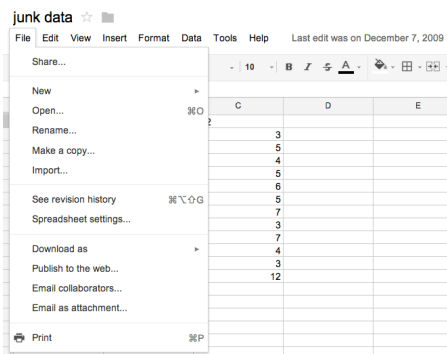 junk data
File Edit View Insert Format Data Tools Help Last edit was on December 7, 2009
Share...
10 B I S A
New ►
C D E
Open... ⌘O
2
Rename...
3
Make a copy...
5
4
Import...
5
6
See revision history ⌘⌥⇧G
5
Spreadsheet settings...
7
3
Download as ►
7
Publish to the web...
4
3
Email collaborators...
12
Email as attachment...
Print ⌘P